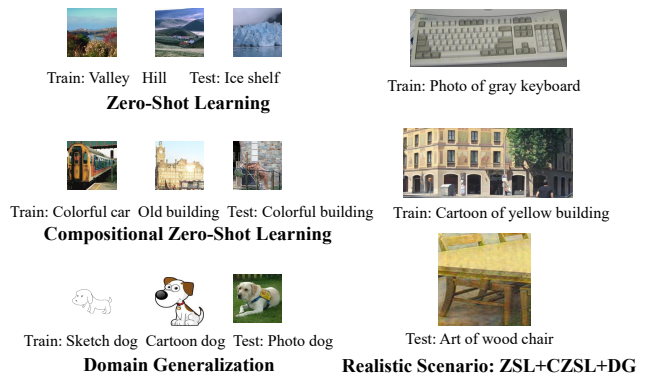 Train: Valley Hill Test: Ice shelf
Zero-Shot Learning
Train: Colorful car Old building Test: Colorful building
Compositional Zero-Shot Learning
Train: Sketch dog Cartoon dog Test: Photo dog
Domain Generalization
Train: Photo of gray keyboard
Train: Cartoon of yellow building
Test: Art of wood chair
Realistic Scenario: ZSL+CZSL+DG